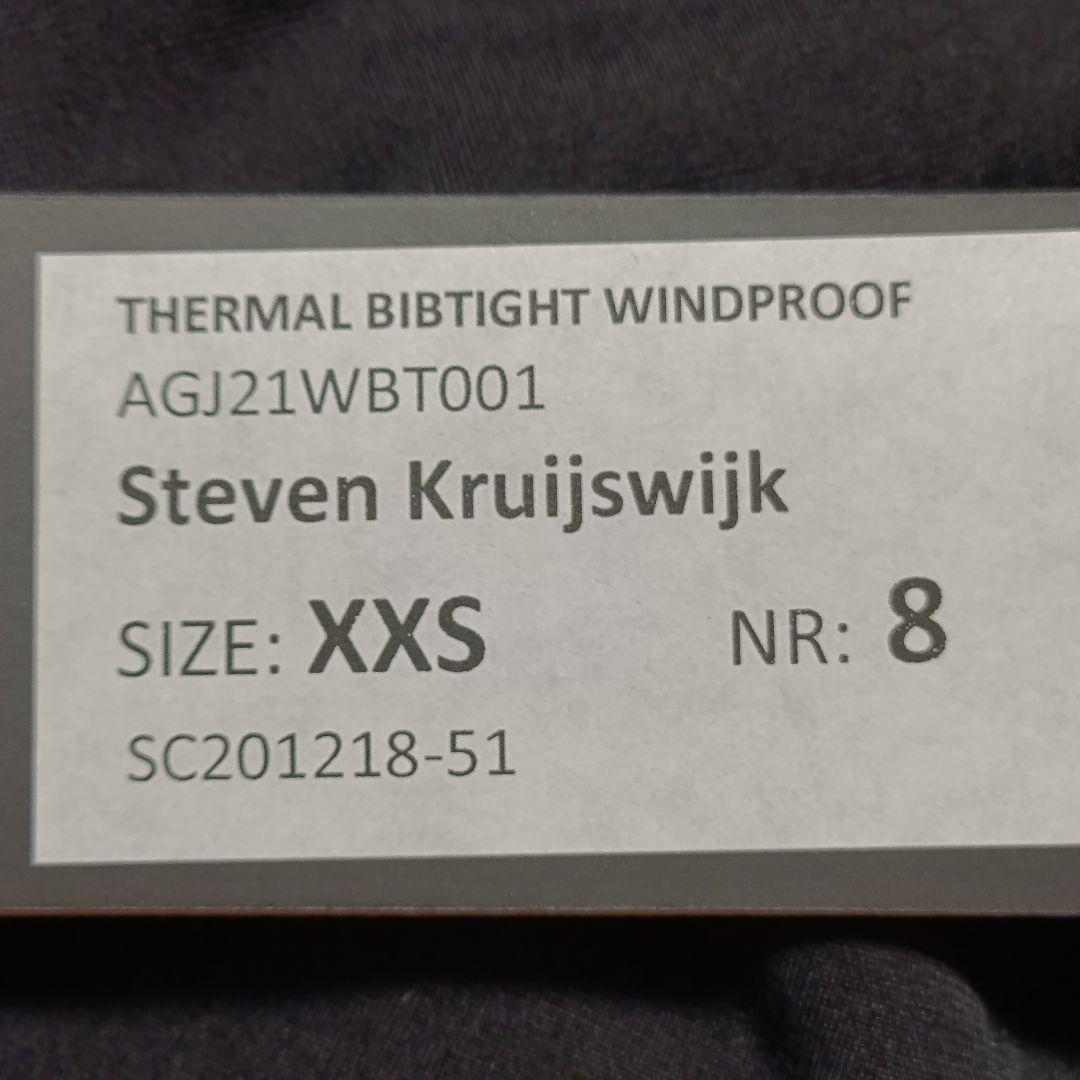 THERMAL BIBTIGHT WINDPROOF
AGJ21WBT001
Steven Kruijswijk
SIZE: XXS NR: 8
SC201218-51